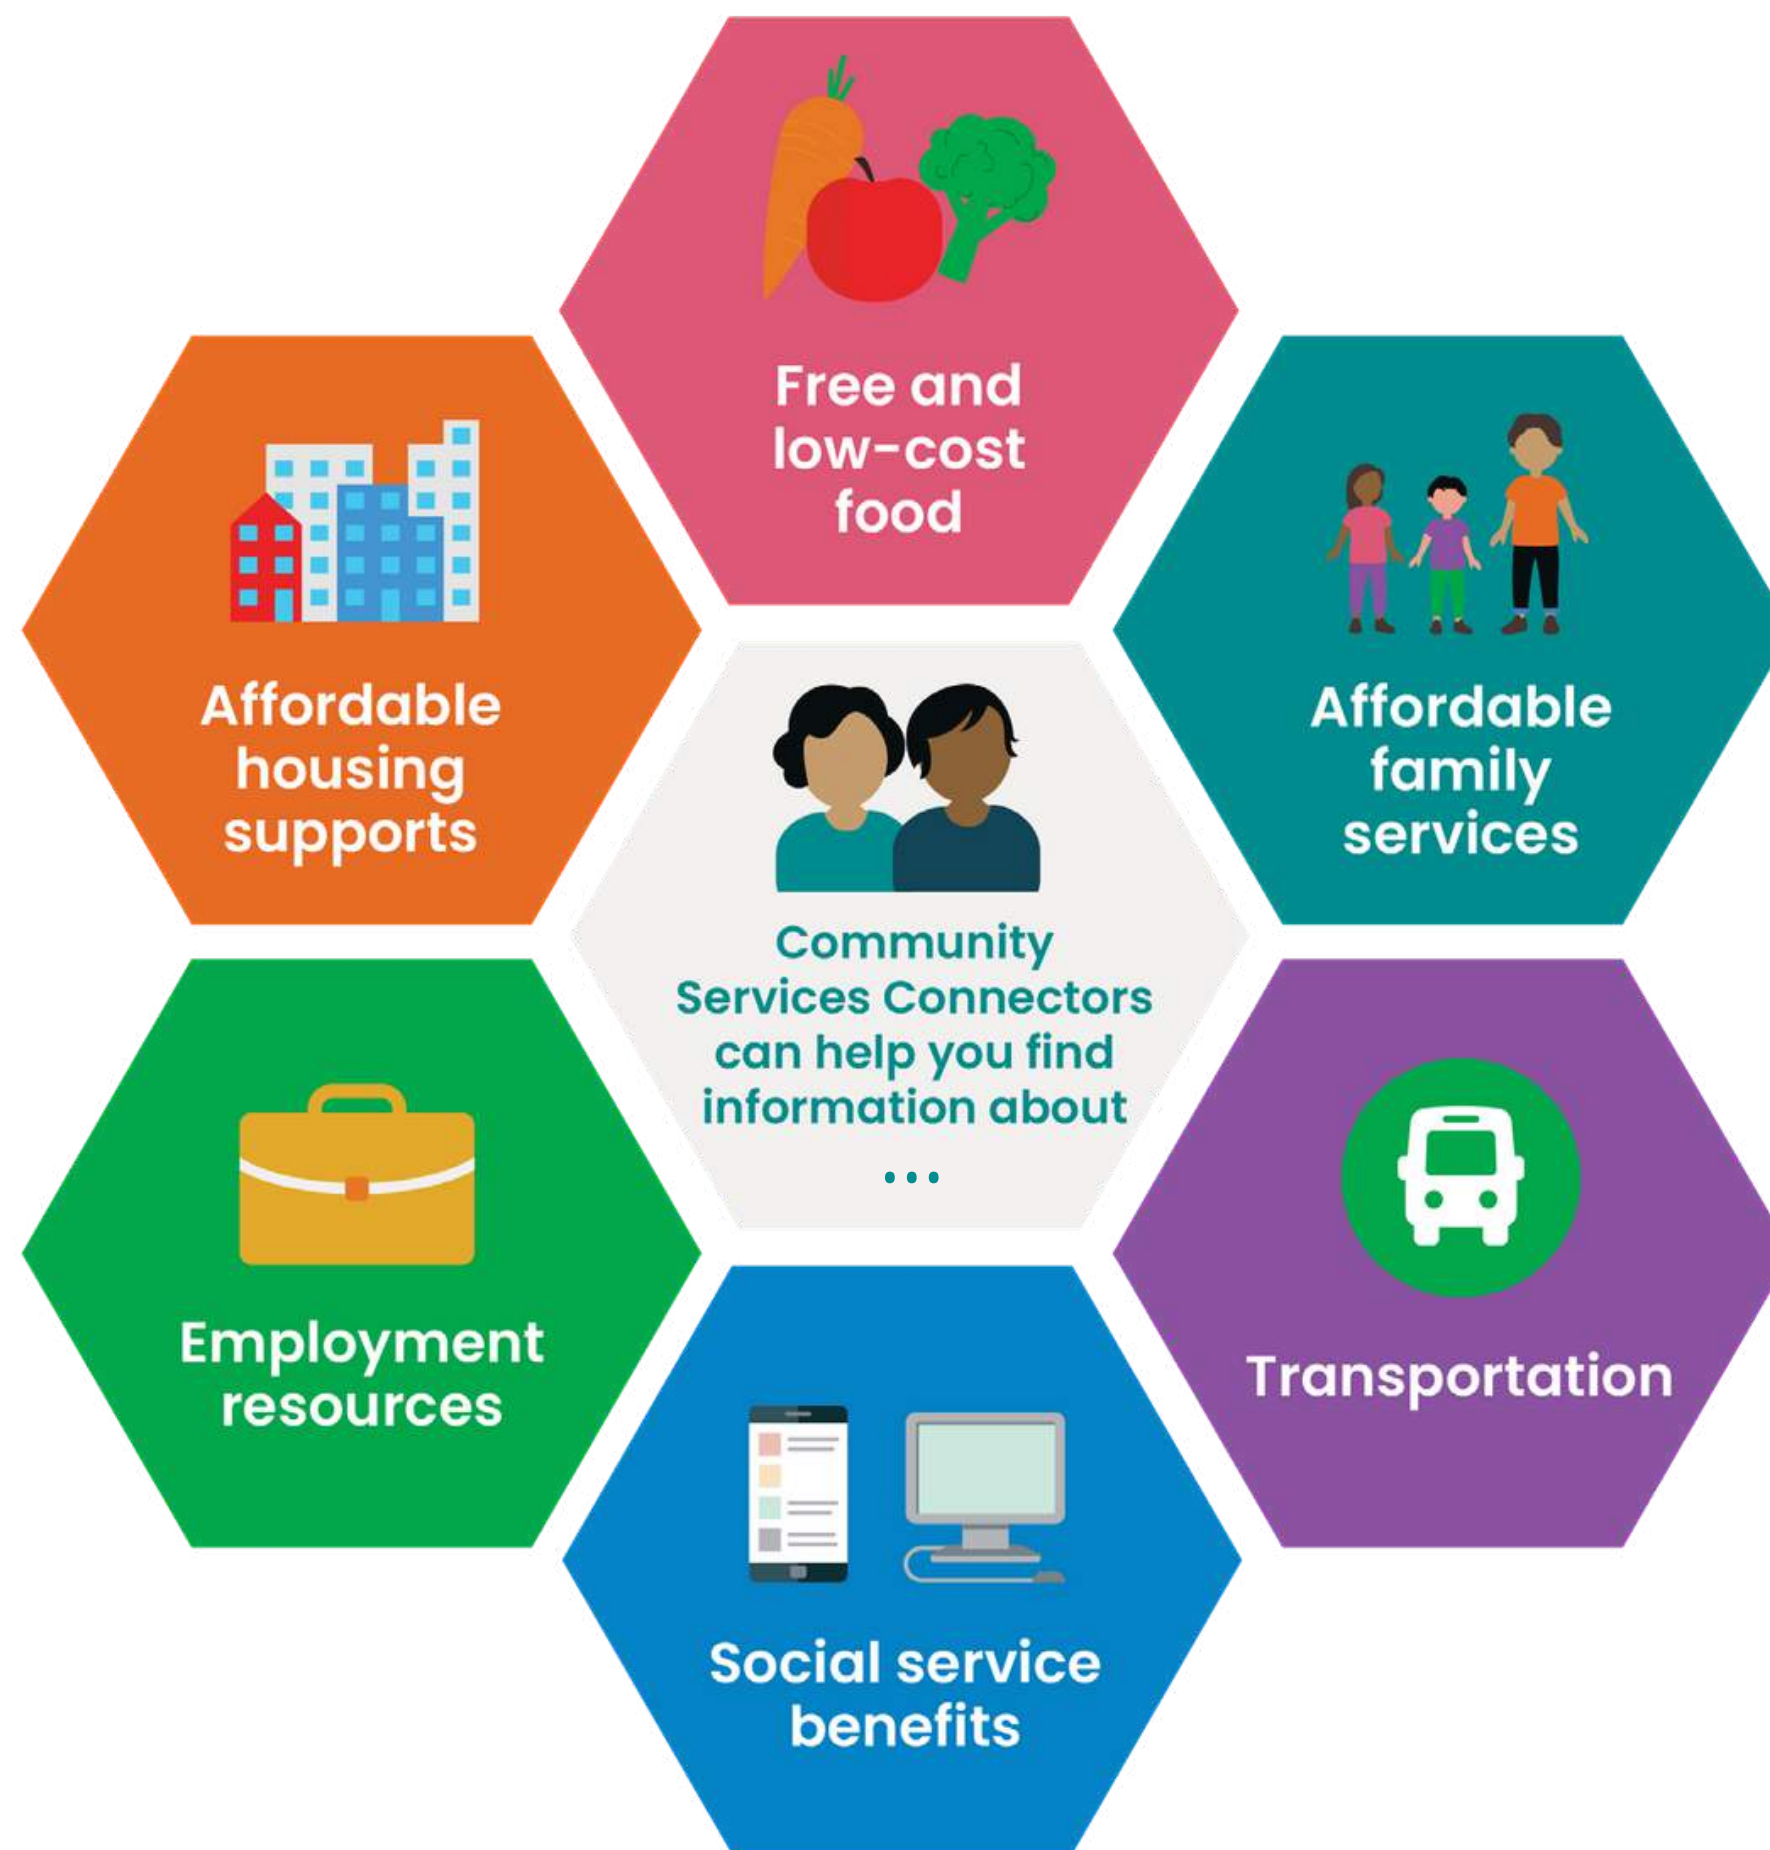 Free and
low-cost
food
Affordable
housing
supports
Affordable
family
services
Community
Services Connectors
can help you find
information about
...
Employment
resources
Transportation
Social service
benefits